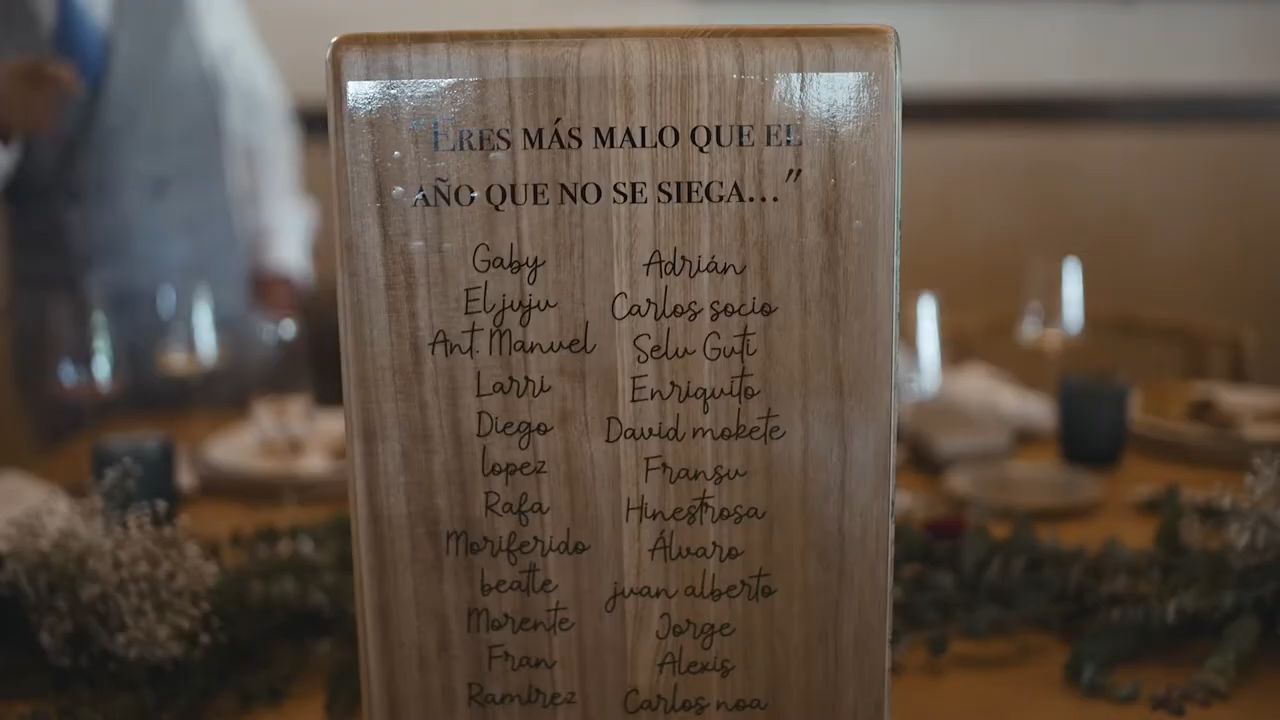 "ERES MÁS MALO QUE EL
AÑO QUE NO SE SIEGA..."
Gaby
El juju
Ant. Manuel
Larri
Diego
lopez
Rafa
Moriferido
beatle
Morente
Fran
Ramirez
Adrián
Carlos socio
Selu Guti
Enriquito
David mokete
Fransu
Hinestrosa
Álvaro
juan alberto
Jorge
Alexis
Carlos noa